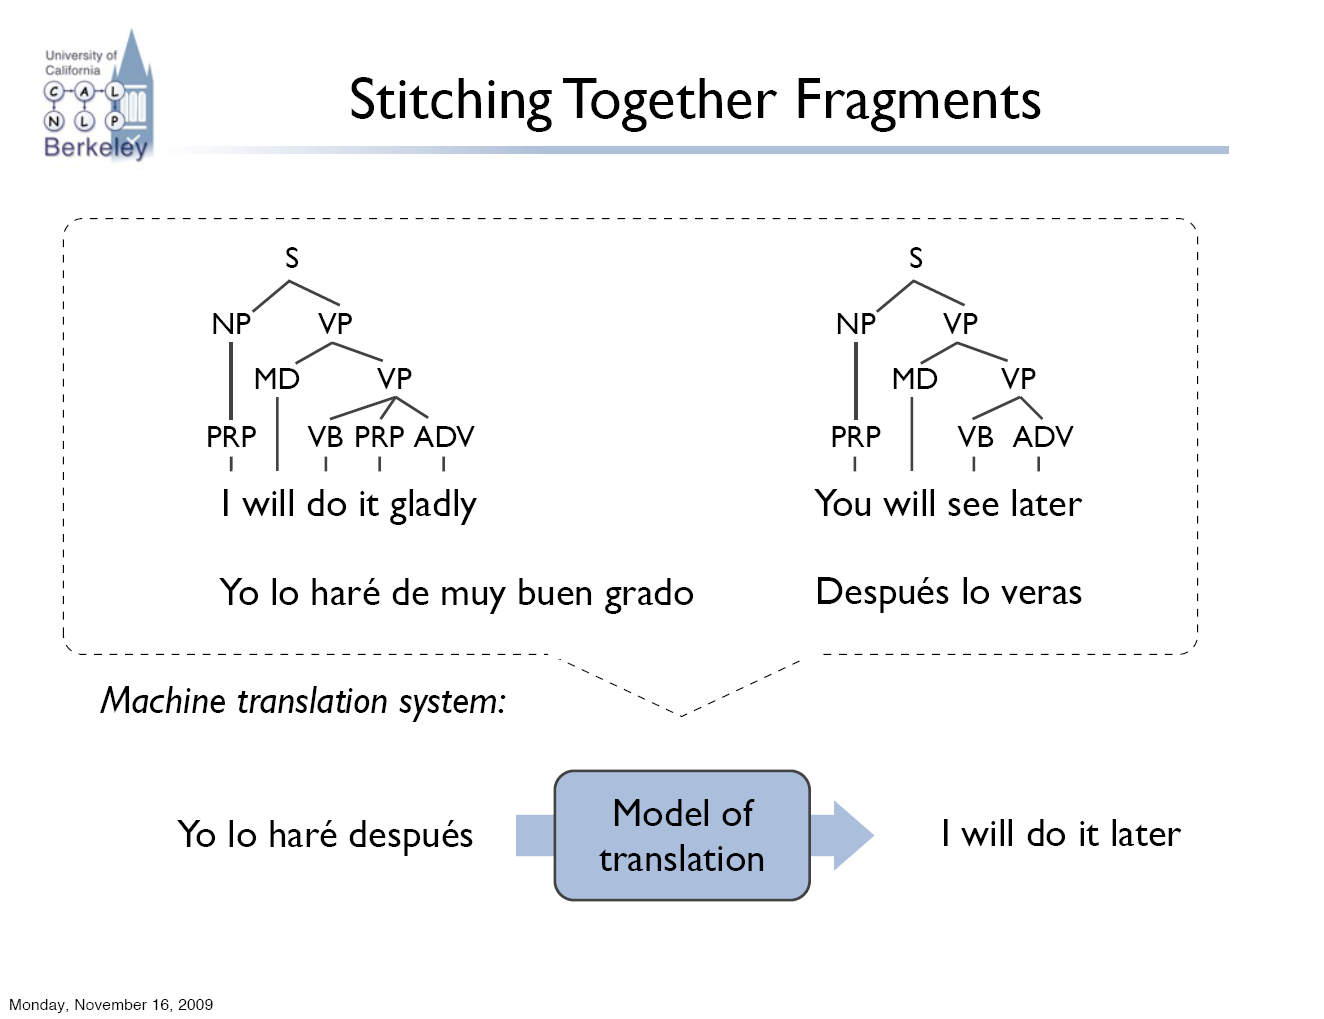 University of
California
C A L
N L P
Berkeley
Stitching Together Fragments
S
NP VP
MD VP
PRP VB PRP ADV
I will do it gladly
Yo lo haré de muy buen grado
S
NP VP
MD VP
PRP VB ADV
You will see later
Después lo veras
Machine translation system:
Yo lo haré después
Model of
translation
I will do it later
Monday, November 16, 2009